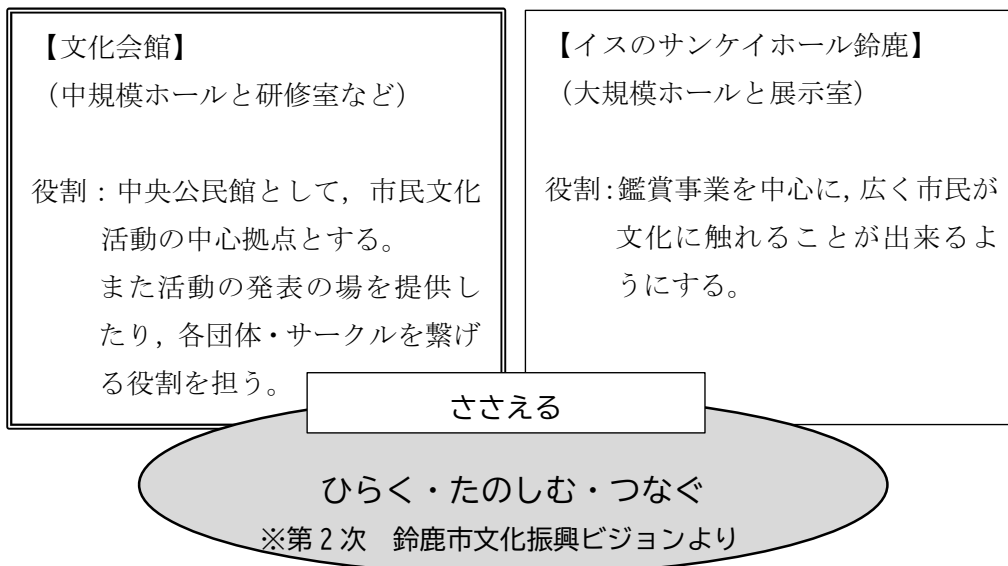 【文化会館】
（中規模ホールと研修室など）
役割：中央公民館として，市民文化
活動の中心拠点とする。
また活動の発表の場を提供し
たり，各団体・サークルを繋げ
る役割を担う。
【イスのサンケイホール鈴鹿】
（大規模ホールと展示室）
役割：鑑賞事業を中心に，広く市民が
文化に触れることが出来るよ
うにする。
ささえる
ひらく・たのしむ・つなぐ
※第２次　鈴鹿市文化振興ビジョンより